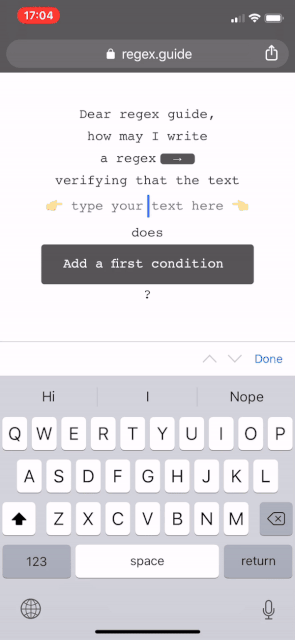 17:04
regex.guide
Dear regex guide,
how may I write
a regex →
verifying that the text
👉 type your text here 👈
does
Add a first condition
?
Done
Hi I Nope
Q W E R T Y U I O P
A S D F G H J K L
Z X C V B N M
123 space return